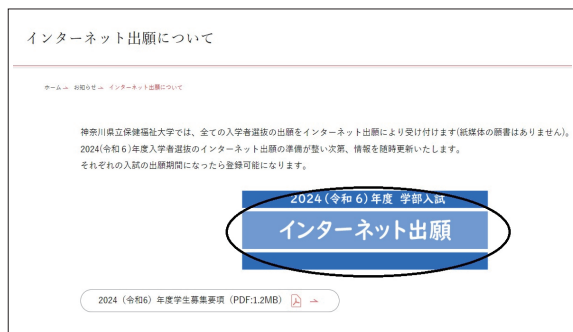 インターネット出願について
ホーム お知らせ インターネット出願について
神奈川県立保健福祉大学では、全ての入学者選抜の出願をインターネット出願により受け付けます(紙媒体の願書はありません)。
2024(令和6)年度入学者選抜のインターネット出願の準備が整い次第、情報を随時更新いたします。
それぞれの入試の出願期間になったら登録可能になります。
2024(令和6)年度 学部入試
インターネット出願
2024（令和6）年度学生募集要項（PDF:1.2MB）